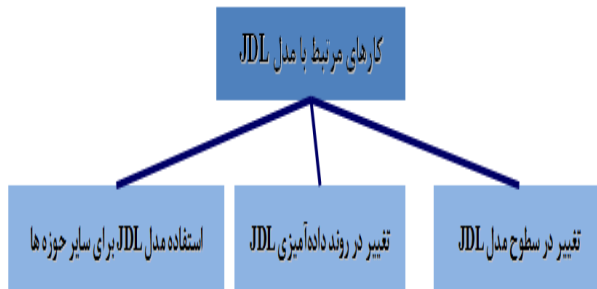 کارهای مرتبط با مدل JDL
تغییر در سطوح مدل JDL
تغییر در روند داده‌آمیزی JDL
استفاده مدل JDL برای سایر حوزه ها